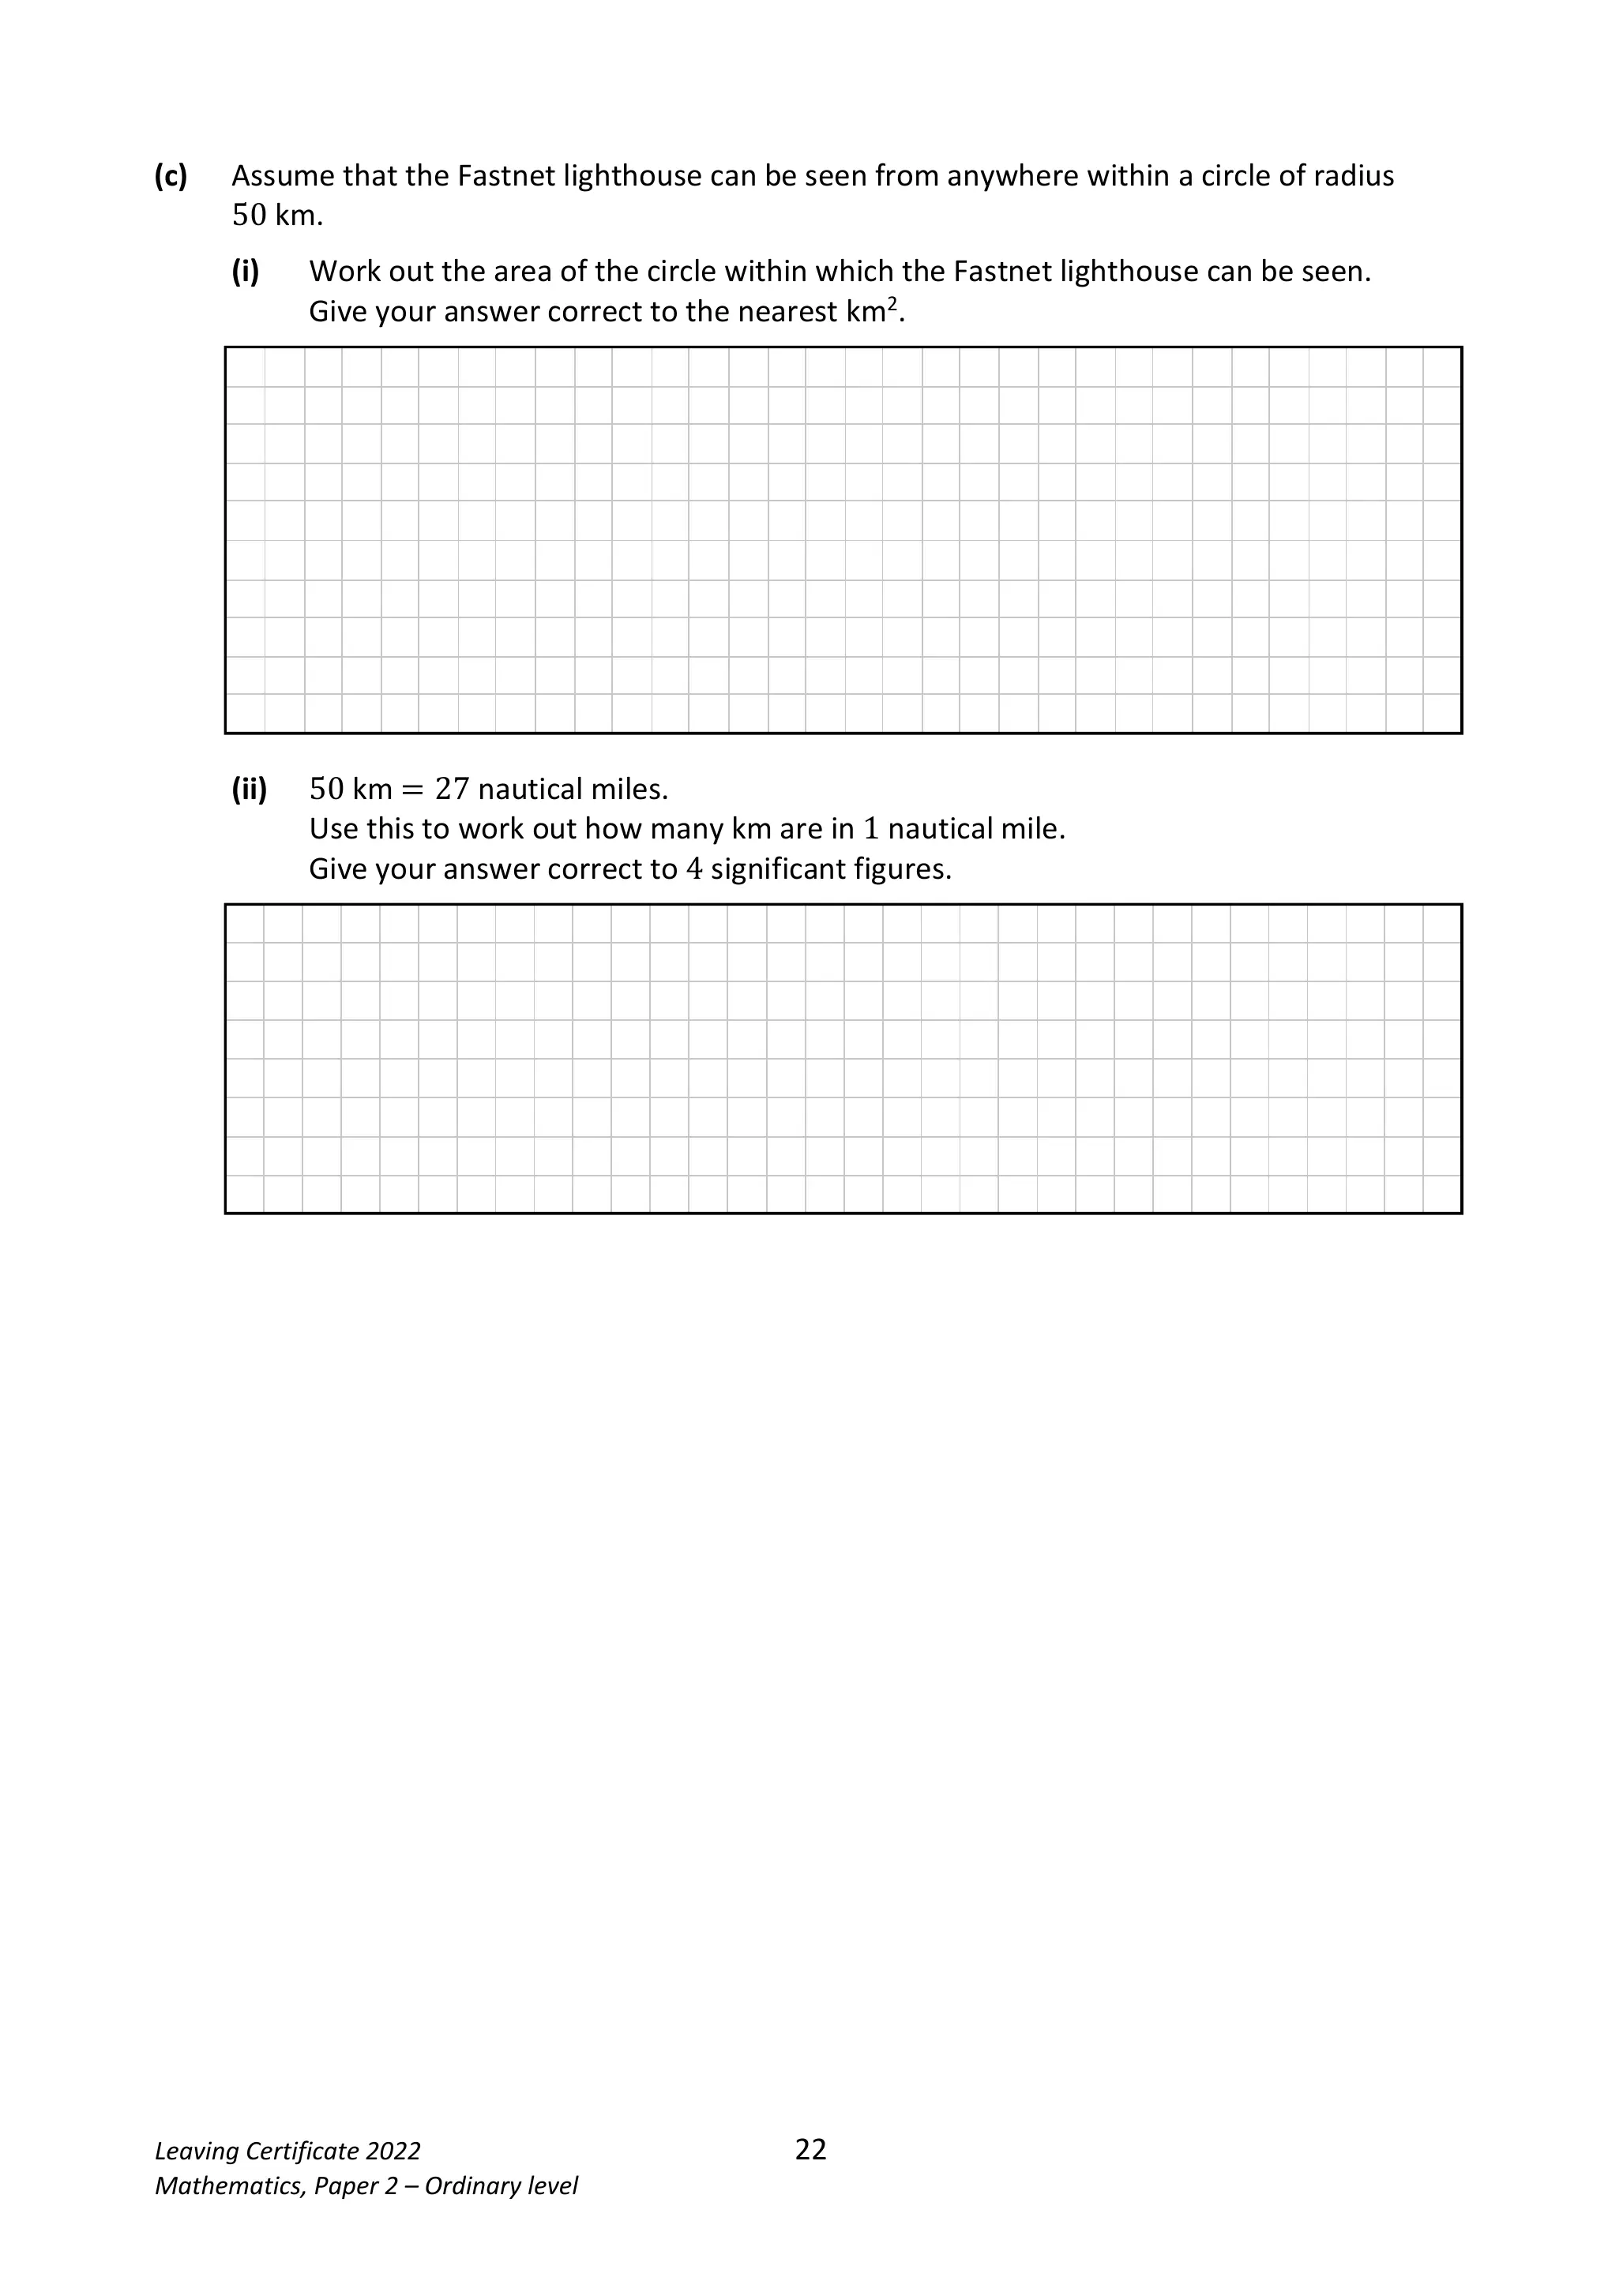 (c) Assume that the Fastnet lighthouse can be seen from anywhere within a circle of radius
50 km.
(i) Work out the area of the circle within which the Fastnet lighthouse can be seen.
Give your answer correct to the nearest km².
(ii) 50 km = 27 nautical miles.
Use this to work out how many km are in 1 nautical mile.
Give your answer correct to 4 significant figures.
Leaving Certificate 2022 22
Mathematics, Paper 2 – Ordinary level